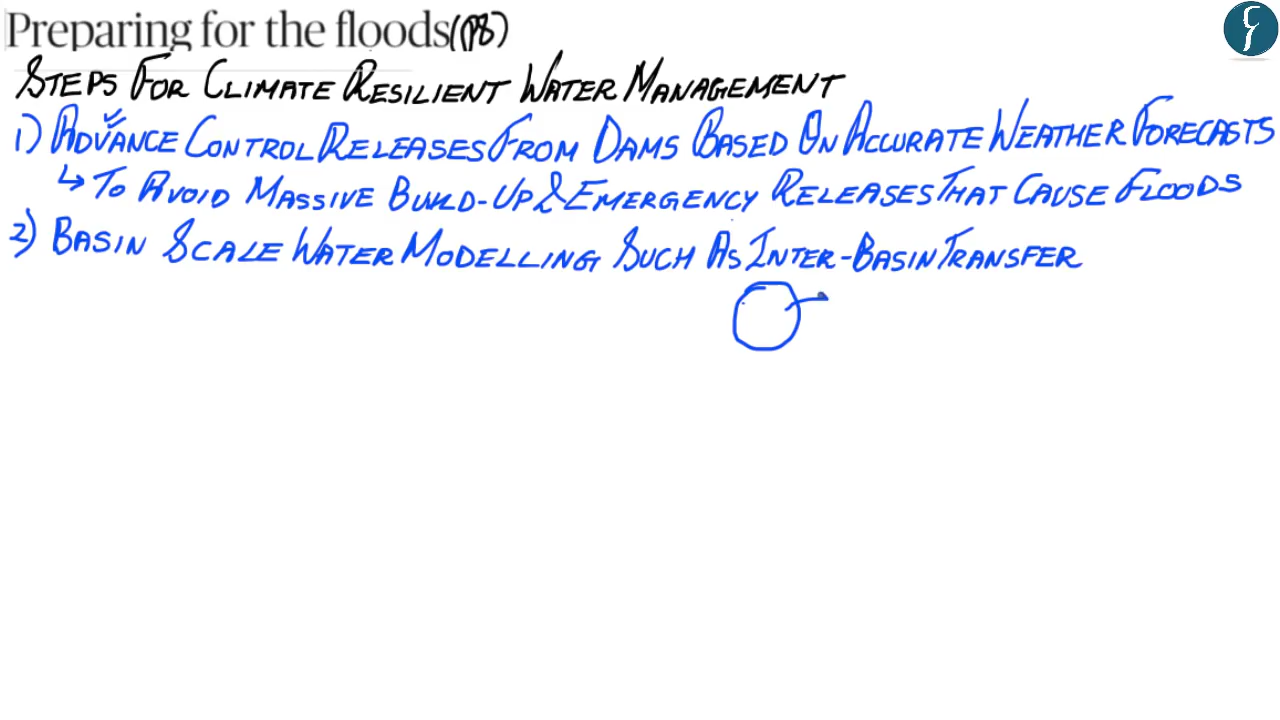 Preparing for the floods (P8)
STEPS FOR CLIMATE RESILIENT WATER MANAGEMENT
1) ADVANCE CONTROL RELEASES FROM DAMS BASED ON ACCURATE WEATHER FORECASTS
↳ TO AVOID MASSIVE BUILD-UP & EMERGENCY RELEASES THAT CAUSE FLOODS
2) BASIN SCALE WATER MODELLING SUCH AS INTER-BASIN TRANSFER